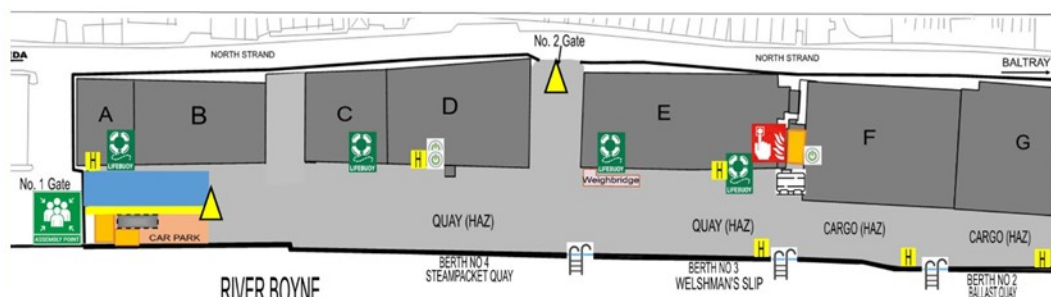 NORTH STRAND
No. 2 Gate
NORTH STRAND
EDA
BALTRAY
A
B
C
D
E
F
G
H
LIFEBUOY
LIFEBUOY
H
LIFEBUOY
H
LIFEBUOY
Weighbridge
No. 1 Gate
ASSEMBLY POINT
CAR PARK
QUAY (HAZ)
QUAY (HAZ)
CARGO (HAZ)
CARGO (HAZ)
H
H
H
BERTH NO 4
STEAMPACKET QUAY
BERTH NO 3
WELSHMAN'S SLIP
BERTH NO 2
BALLAST QUAY
RIVER BOYNE